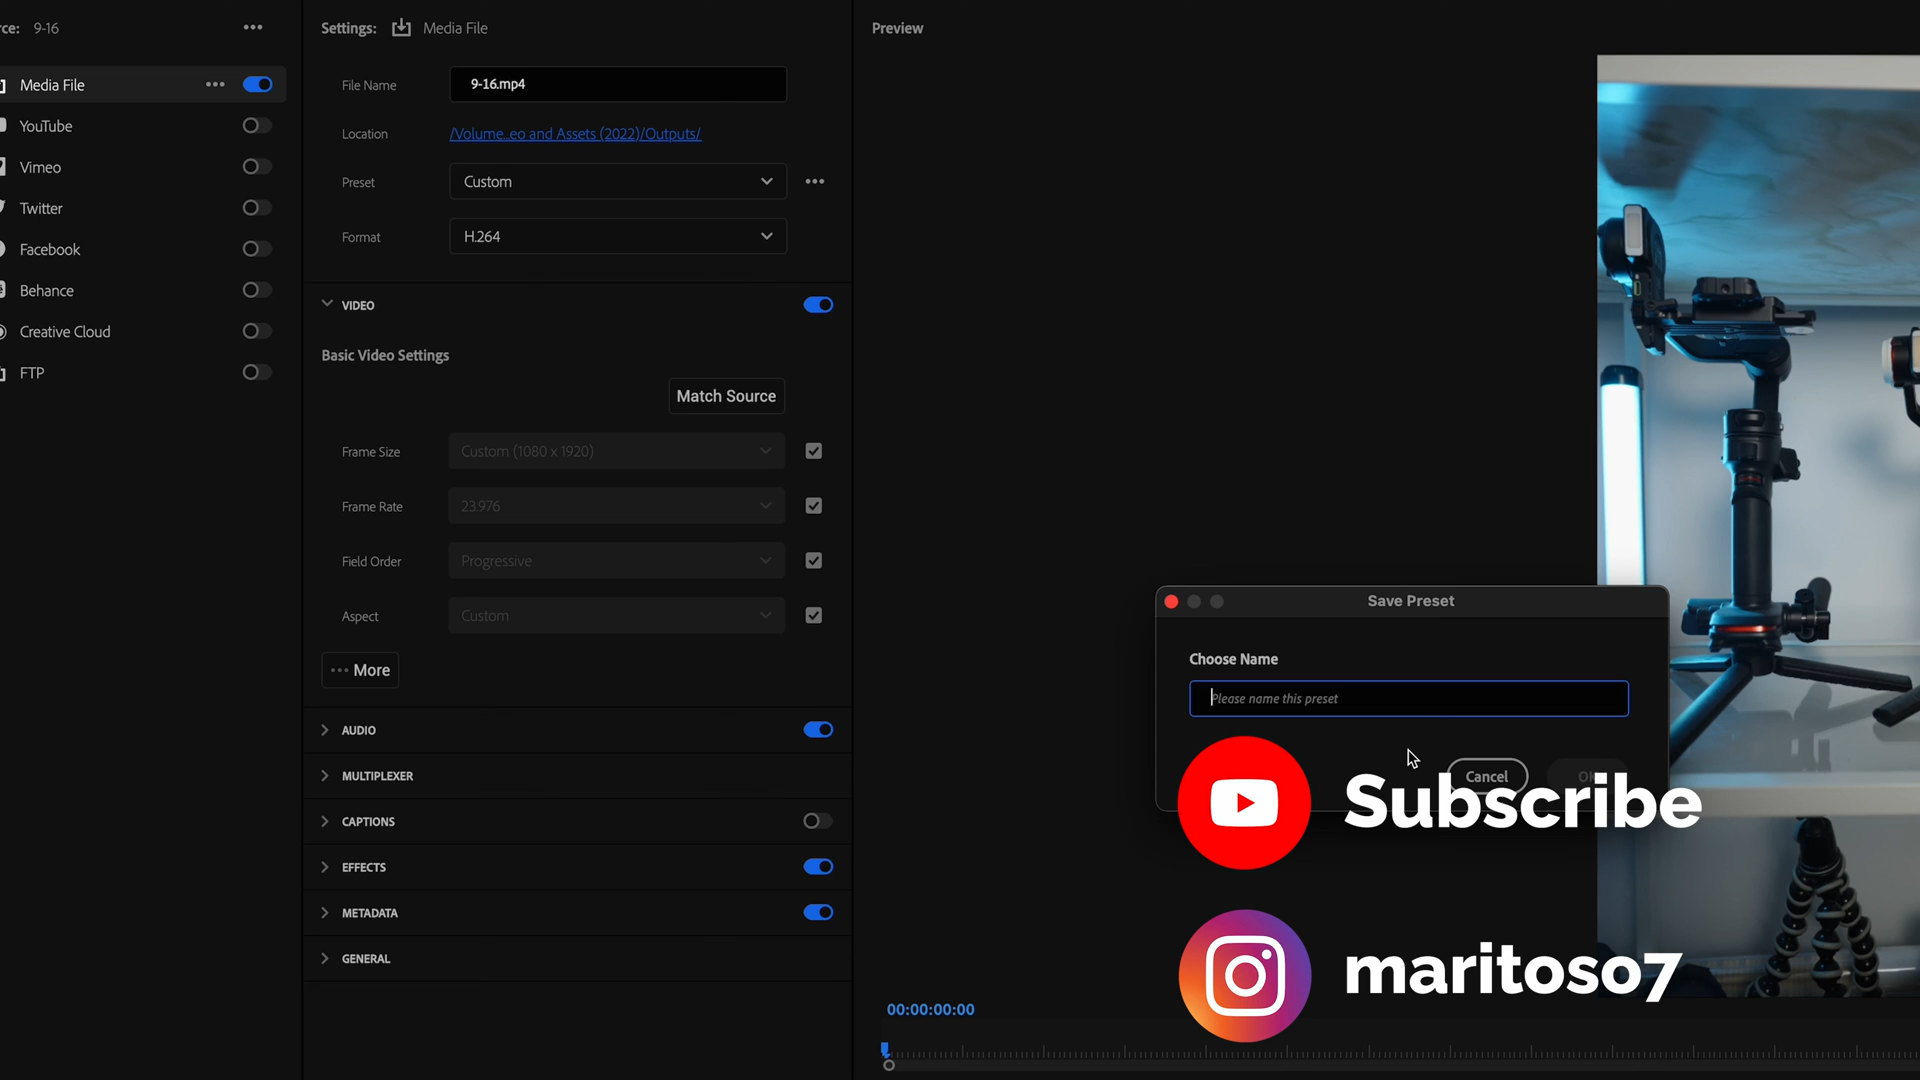 rce: 9-16
Media File
YouTube
Vimeo
Twitter
Facebook
Behance
Creative Cloud
FTP
Settings: Media File
File Name 9-16.mp4
Location /Volume...eo and Assets (2022)/Outputs/
Preset Custom
Format H.264
VIDEO
Basic Video Settings
Match Source
Frame Size Custom (1080 x 1920)
Frame Rate 23.976
Field Order Progressive
Aspect Custom
More
AUDIO
MULTIPLEXER
CAPTIONS
EFFECTS
METADATA
GENERAL
Preview
Save Preset
Choose Name
Please name this preset
Cancel OK
Subscribe
maritoso7
00:00:00:00